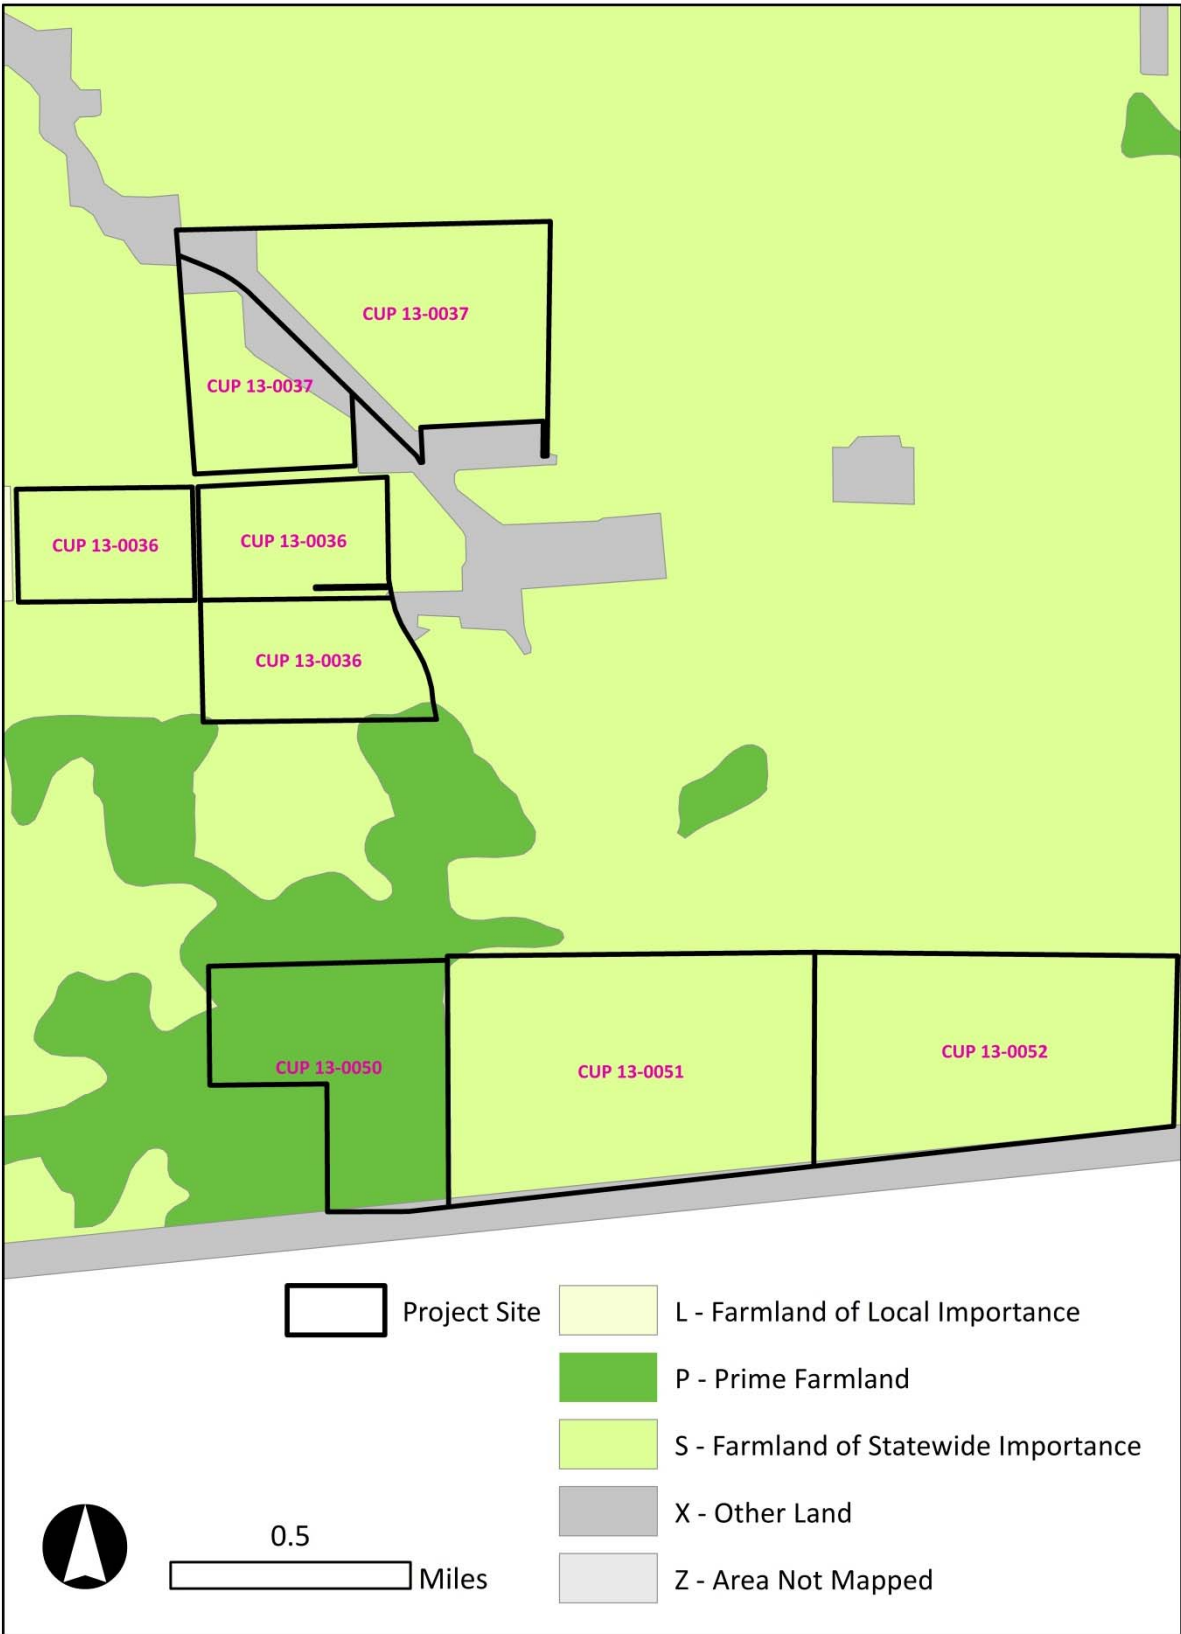 CUP 13-0037
CUP 13-0037
CUP 13-0036
CUP 13-0036
CUP 13-0036
CUP 13-0050
CUP 13-0051
CUP 13-0052
Project Site
L - Farmland of Local Importance
P - Prime Farmland
S - Farmland of Statewide Importance
X - Other Land
Z - Area Not Mapped
0.5
Miles